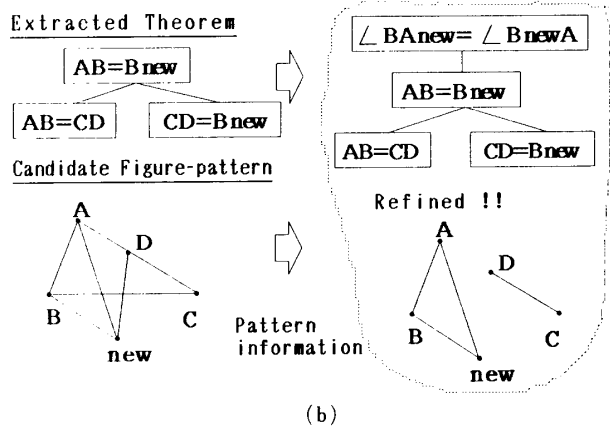 Extracted Theorem
AB=Bnew
AB=CD CD=Bnew
Candidate Figure-pattern
A
D
B
C
new
Pattern
information
∠BAnew=∠BnewA
AB=Bnew
AB=CD CD=Bnew
Refined !!
A
D
B
C
new
(b)